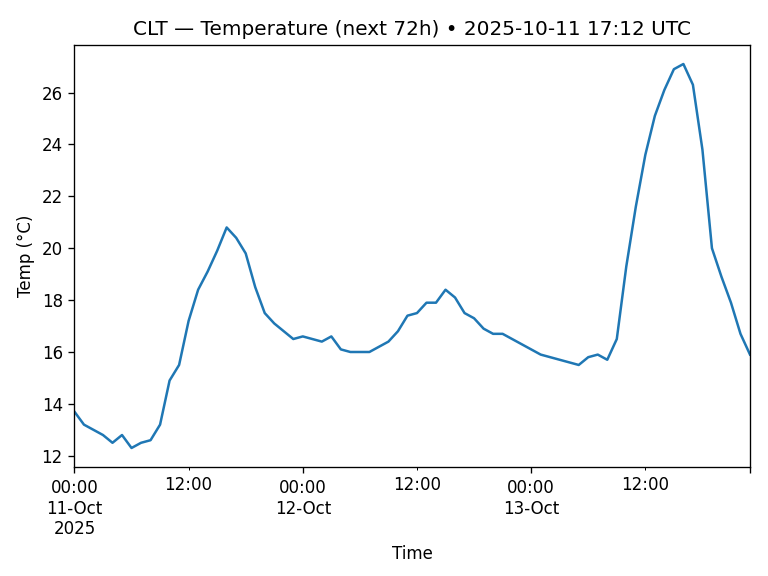 CLT — Temperature (next 72h) • 2025-10-11 17:12 UTC
Temp (°C)
26
24
22
20
18
16
14
12
00:00 12:00 00:00 12:00 00:00 12:00
11-Oct 12-Oct 13-Oct
2025
Time